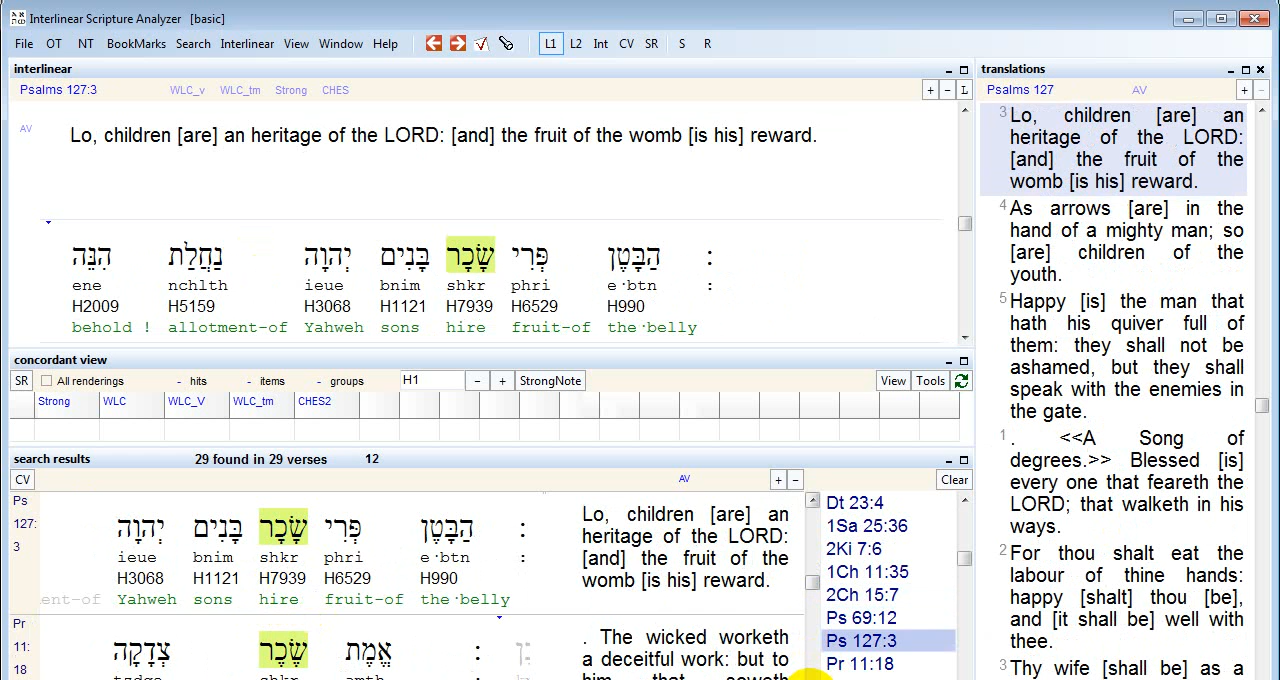 Interlinear Scripture Analyzer [basic]
File OT NT BookMarks Search Interlinear View Window Help L1 L2 Int CV SR S R
interlinear
Psalms 127:3 WLC_v WLC_tm Strong CHES + - L
AV Lo, children [are] an heritage of the LORD: [and] the fruit of the womb [is his] reward.
הִנֵּה נַחֲלַת יְהוָה בָּנִים שָׂכָר פְּרִי הַבָּטֶן :
ene nchlth ieue bnim shkr phri e·btn :
H2009 H5159 H3068 H1121 H7939 H6529 H990
behold ! allotment-of Yahweh sons hire fruit-of the·belly
concordant view
SR All renderings - hits - items - groups H1 - + StrongNote View Tools
Strong WLC WLC_V WLC_tm CHES2
search results 29 found in 29 verses 12
CV AV + - Clear
Ps
127:
3
יְהוָה בָּנִים שָׂכָר פְּרִי הַבָּטֶן :
ieue bnim shkr phri e·btn :
H3068 H1121 H7939 H6529 H990
ent-of Yahweh sons hire fruit-of the·belly
Lo, children [are] an
heritage of the LORD:
[and] the fruit of the
womb [is his] reward.
Pr
11:
18
צְדָקָה שֶׂכֶר אֱמֶת :
. The wicked worketh
a deceitful work: but to
him that soweth
Dt 23:4
1Sa 25:36
2Ki 7:6
1Ch 11:35
2Ch 15:7
Ps 69:12
Ps 127:3
Pr 11:18
translations
Psalms 127 AV + -
3 Lo, children [are] an
heritage of the LORD:
[and] the fruit of the
womb [is his] reward.
4 As arrows [are] in the
hand of a mighty man; so
[are] children of the
youth.
5 Happy [is] the man that
hath his quiver full of
them: they shall not be
ashamed, but they shall
speak with the enemies in
the gate.
1 . <<A Song of
degrees.>> Blessed [is]
every one that feareth the
LORD; that walketh in his
ways.
2 For thou shalt eat the
labour of thine hands:
happy [shalt] thou [be],
and [it shall be] well with
thee.
3 Thy wife [shall be] as a